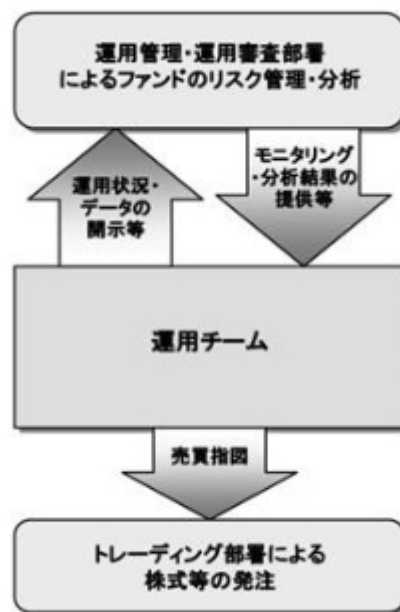 運用管理・運用審査部署
によるファンドのリスク管理・分析
運用状況・
データの
開示等
モニタリング
・分析結果の
提供等
運用チーム
売買指図
トレーディング部署による
株式等の発注